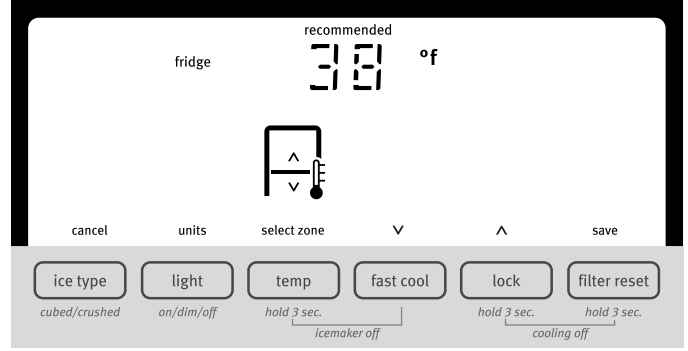 recommended
fridge 38 °f
cancel units select zone ∨ ∧ save
ice type light temp fast cool lock filter reset
cubed/crushed on/dim/off hold 3 sec. hold 3 sec. hold 3 sec.
icemaker off cooling off